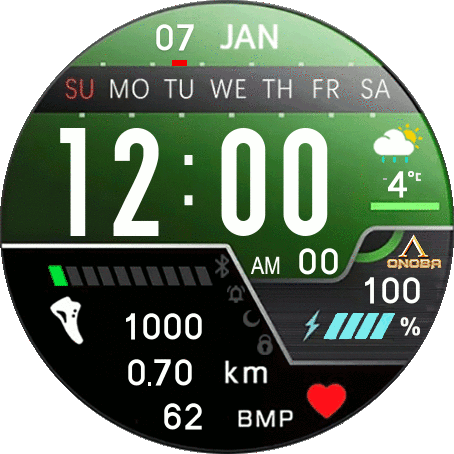 07 JAN
SU MO TU WE TH FR SA
12:00
-4°C
AM 00
ONOBA
100
%
1000
0.70 km
62 BMP